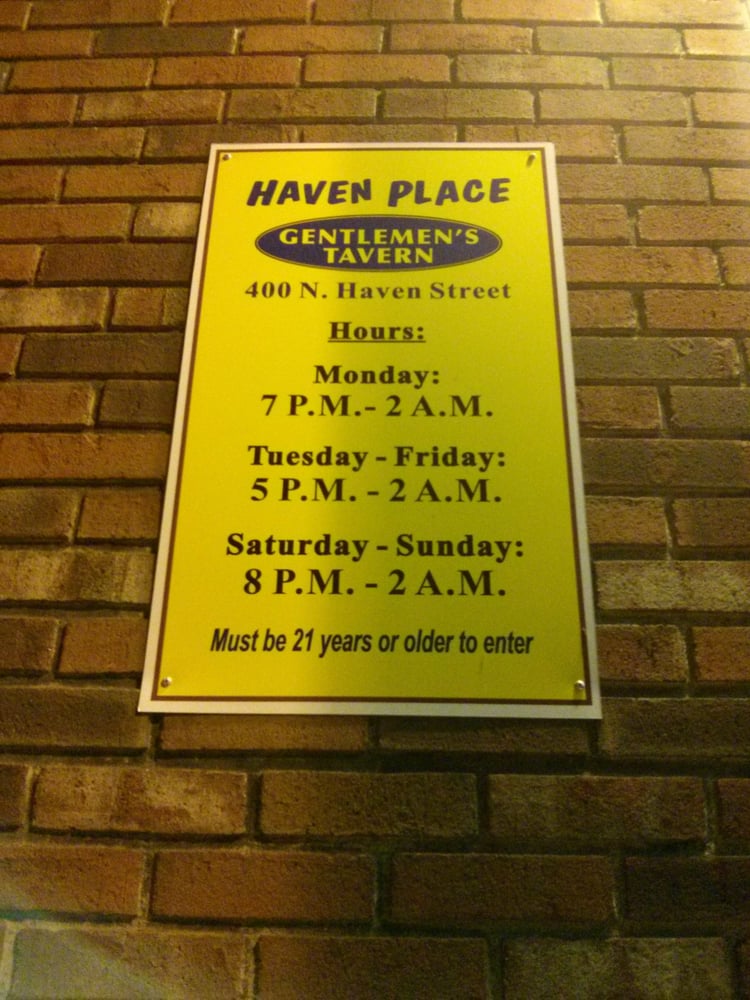 HAVEN PLACE
GENTLEMEN'S
TAVERN
400 N. Haven Street
Hours:
Monday:
7 P.M.- 2 A.M.
Tuesday - Friday:
5 P.M. - 2 A.M.
Saturday - Sunday:
8 P.M. - 2 A.M.
Must be 21 years or older to enter